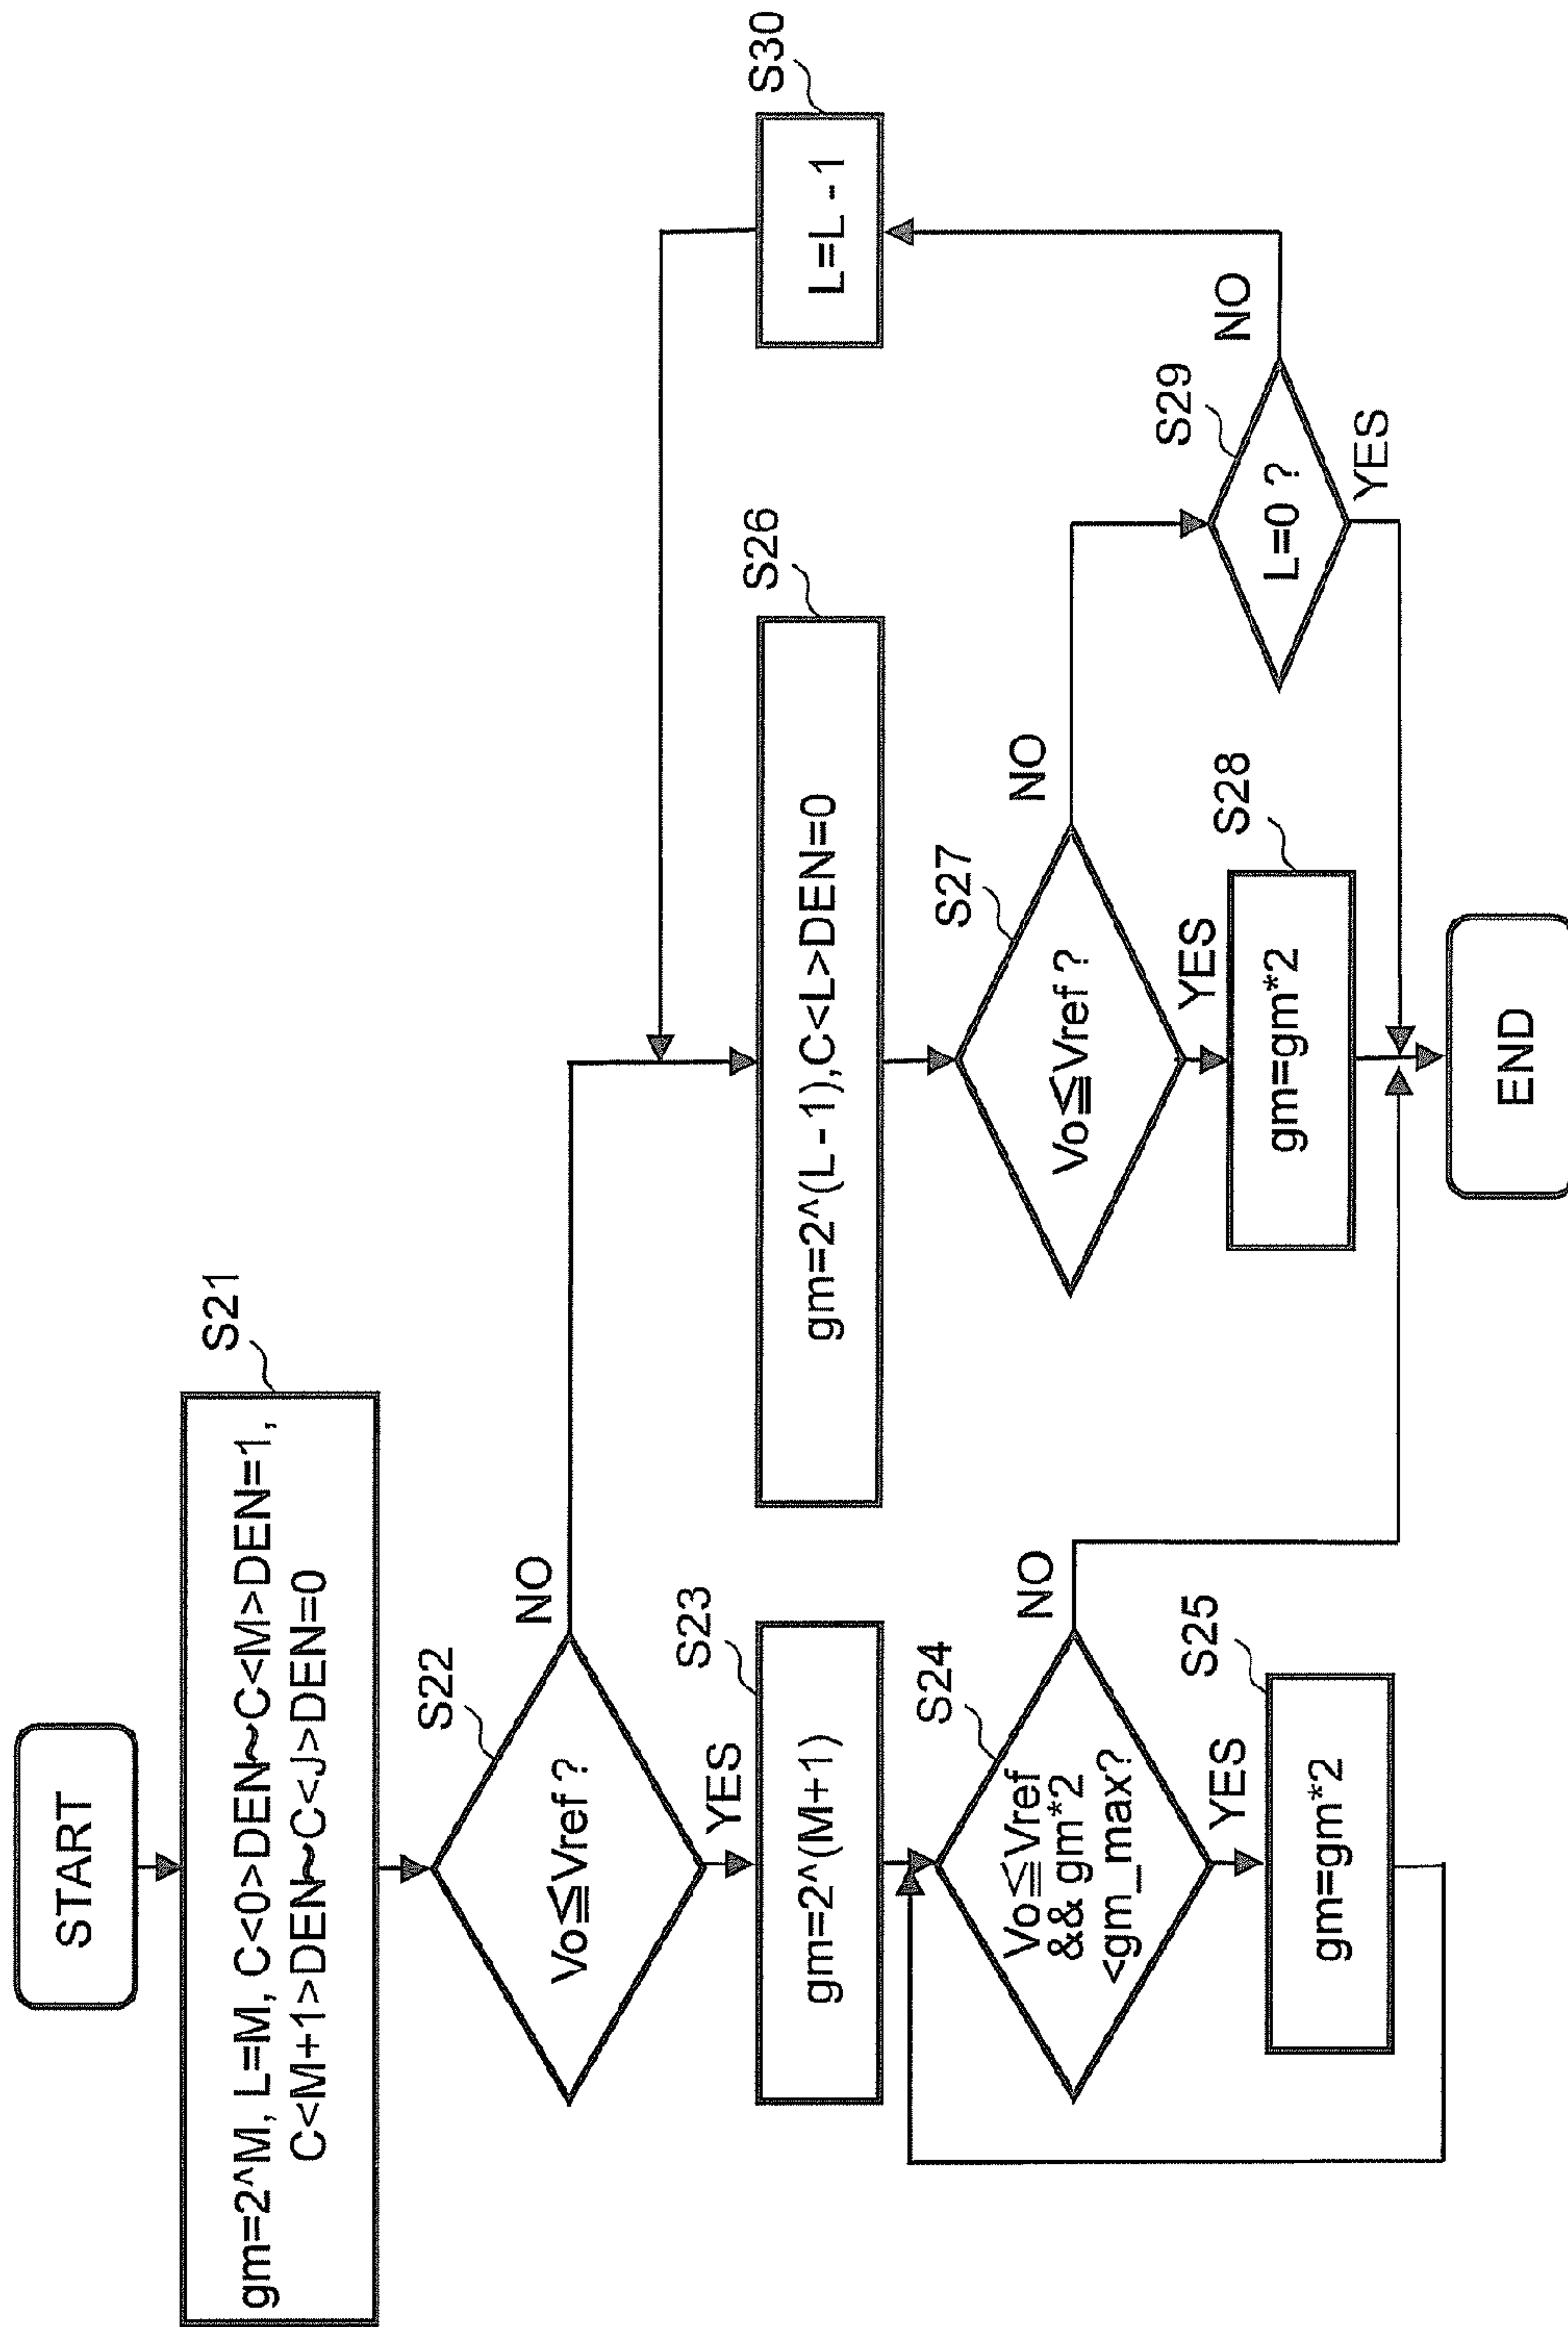 START
S21
gm=2^M, L=M, C<0>DEN~C<M>DEN=1,
C<M+1>DEN~C<J>DEN=0
S22
Vo≦Vref ?
NO
YES
S23
gm=2^(M+1)
S24
Vo≦Vref
&& gm*2
<gm_max?
NO
YES
S25
gm=gm*2
S26
gm=2^(L-1),C<L>DEN=0
S27
Vo≦Vref ?
NO
YES
S28
gm=gm*2
S29
L=0 ?
NO
YES
S30
L=L -1
END